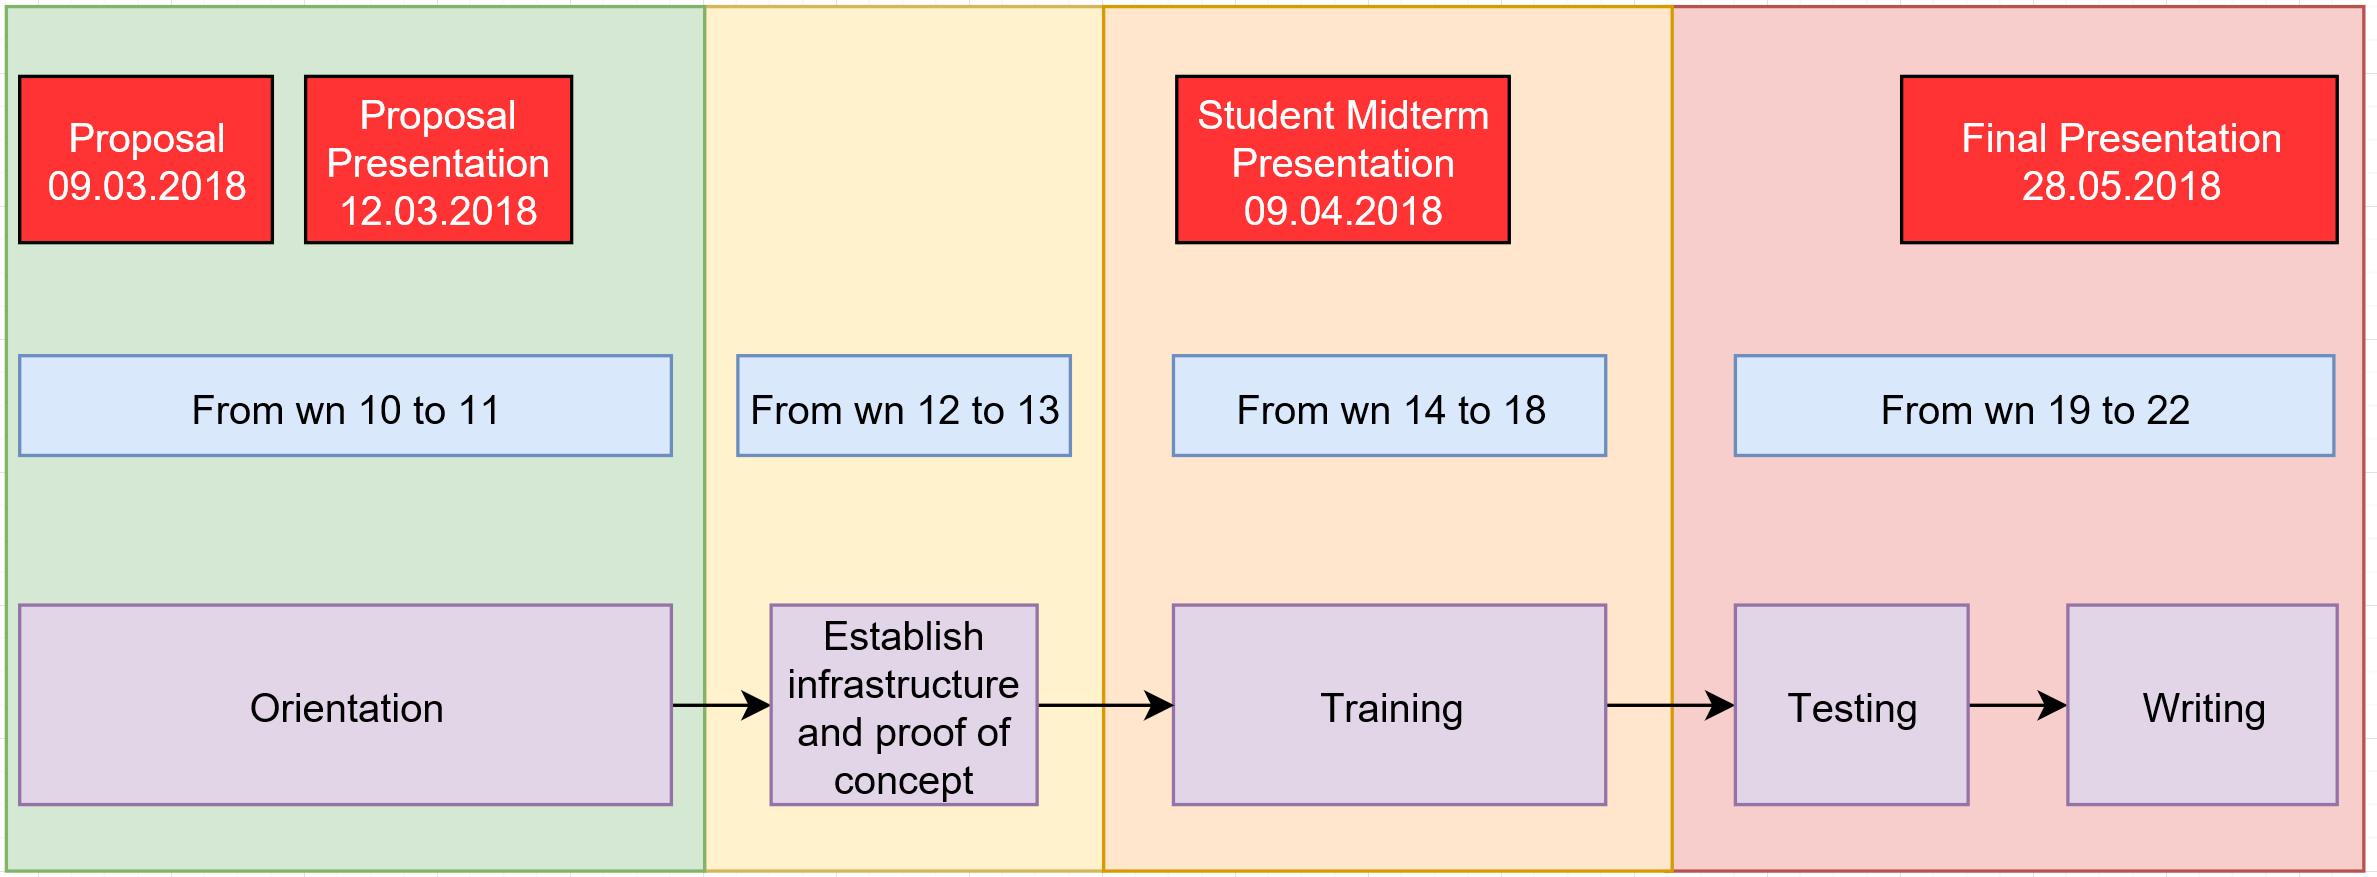 Proposal
09.03.2018
Proposal
Presentation
12.03.2018
Student Midterm
Presentation
09.04.2018
Final Presentation
28.05.2018
From wn 10 to 11
From wn 12 to 13
From wn 14 to 18
From wn 19 to 22
Orientation
Establish
infrastructure
and proof of
concept
Training
Testing
Writing